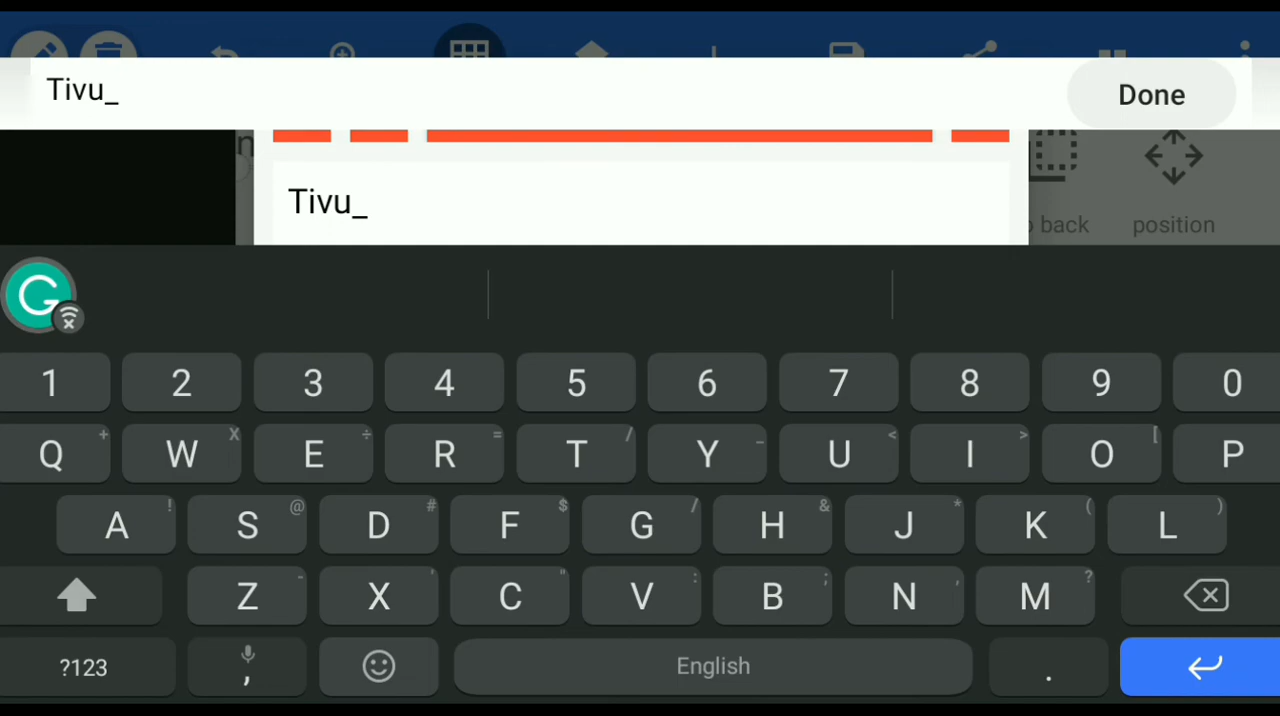 Tivu_
Done
n
Tivu_
o back
position
1 2 3 4 5 6 7 8 9 0
+ X ÷ = / _ < > [
Q W E R T Y U I O P
! @ # $ / & * ( )
A S D F G H J K L
- ' " : ; , ?
Z X C V B N M
?123 , English .